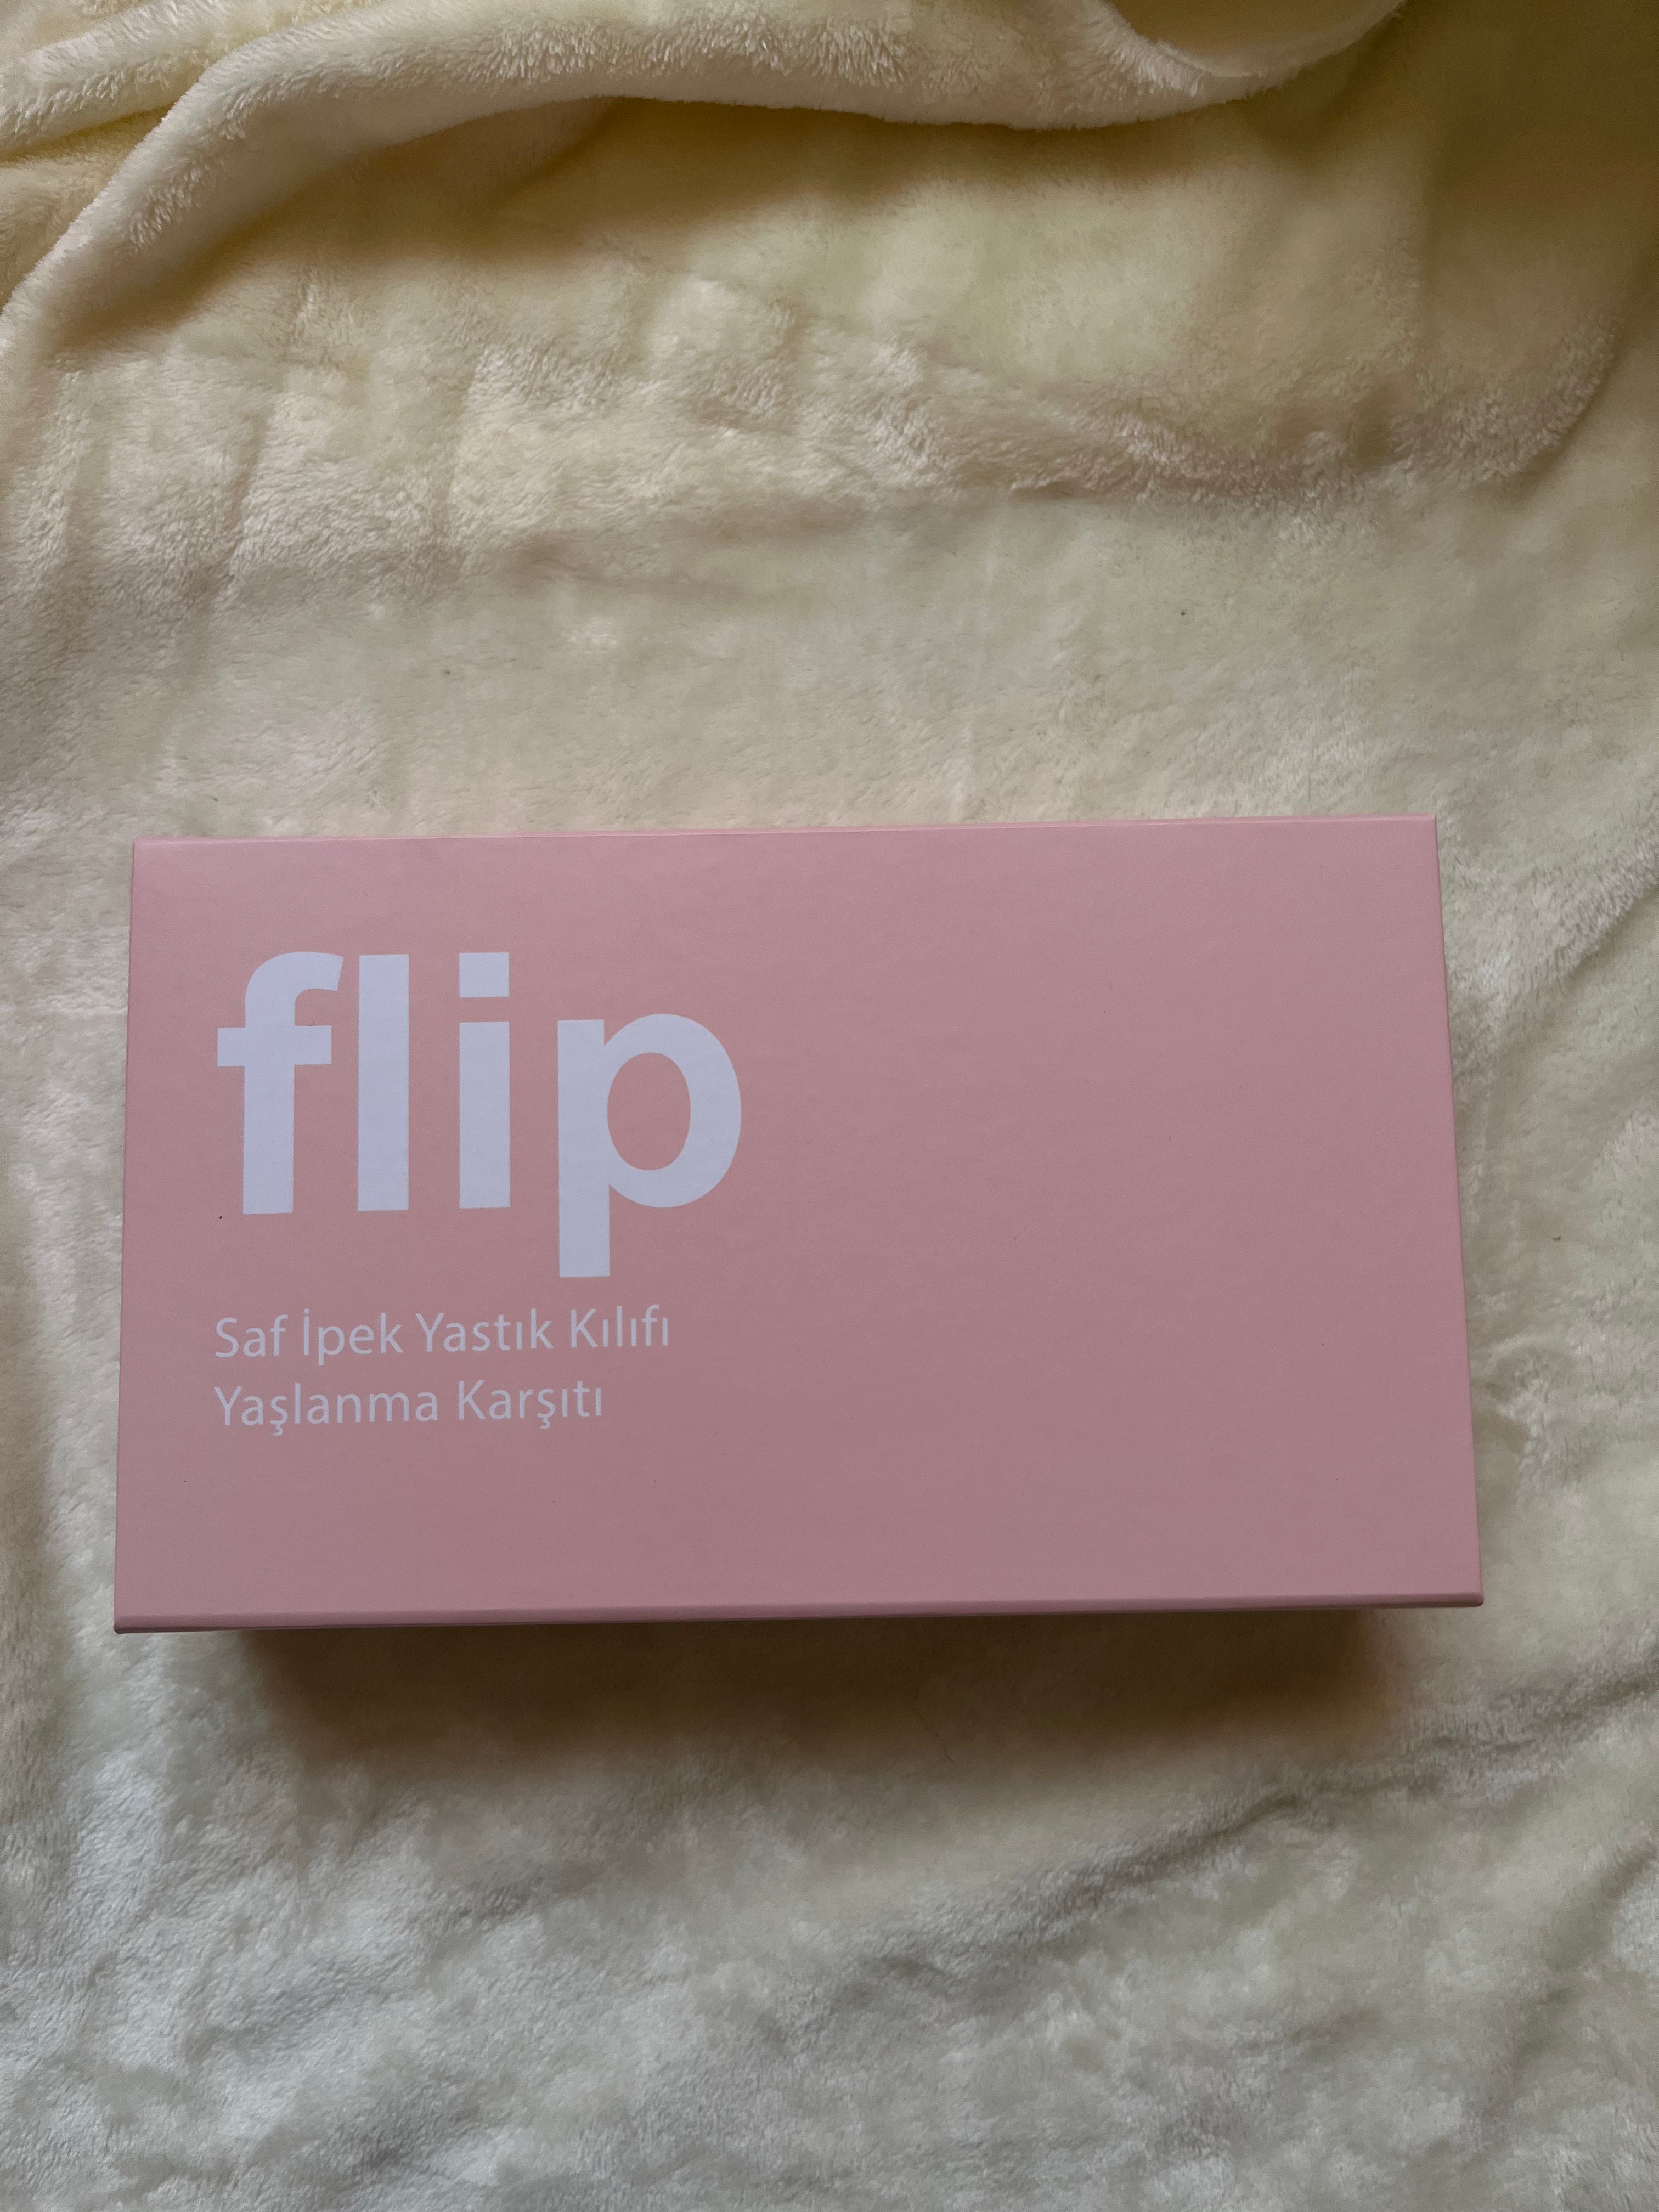 flip
Saf İpek Yastık Kılıfı
Yaşlanma Karşıtı